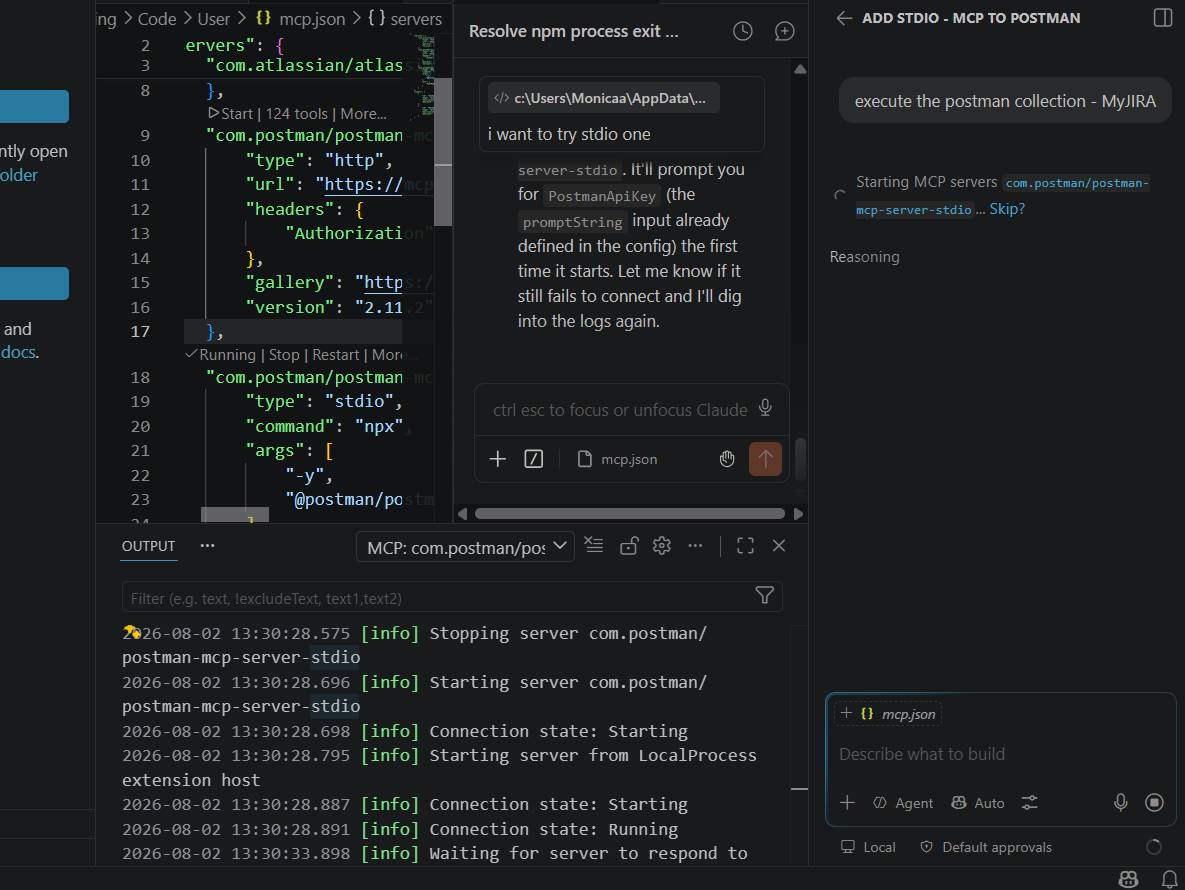 ing > Code > User > {} mcp.json > { } servers
ntly open
older
and
docs.
2 ervers": {
3 "com.atlassian/atlas
8 },
Start | 124 tools | More...
9 "com.postman/postman-mc
10 "type": "http",
11 "url": "https://mcp
12 "headers": {
13 "Authorization"
14 },
15 "gallery": "https:/
16 "version": "2.11.2"
17 },
Running | Stop | Restart | More...
18 "com.postman/postman-mc
19 "type": "stdio",
20 "command": "npx",
21 "args": [
22 "-y",
23 "@postman/postm
24 ]
Resolve npm process exit ...
</> c:\Users\Monicaa\AppData\...
i want to try stdio one
server-stdio. It'll prompt you
for PostmanApiKey (the
promptString input already
defined in the config) the first
time it starts. Let me know if it
still fails to connect and I'll dig
into the logs again.
ctrl esc to focus or unfocus Claude
mcp.json
ADD STDIO - MCP TO POSTMAN
execute the postman collection - MyJIRA
Starting MCP servers com.postman/postman-
mcp-server-stdio... Skip?
Reasoning
{} mcp.json
Describe what to build
Agent Auto
Local Default approvals
OUTPUT
MCP: com.postman/pos
Filter (e.g. text, !excludeText, text1,text2)
2026-08-02 13:30:28.575 [info] Stopping server com.postman/
postman-mcp-server-stdio
2026-08-02 13:30:28.696 [info] Starting server com.postman/
postman-mcp-server-stdio
2026-08-02 13:30:28.698 [info] Connection state: Starting
2026-08-02 13:30:28.795 [info] Starting server from LocalProcess
extension host
2026-08-02 13:30:28.887 [info] Connection state: Starting
2026-08-02 13:30:28.891 [info] Connection state: Running
2026-08-02 13:30:33.898 [info] Waiting for server to respond to